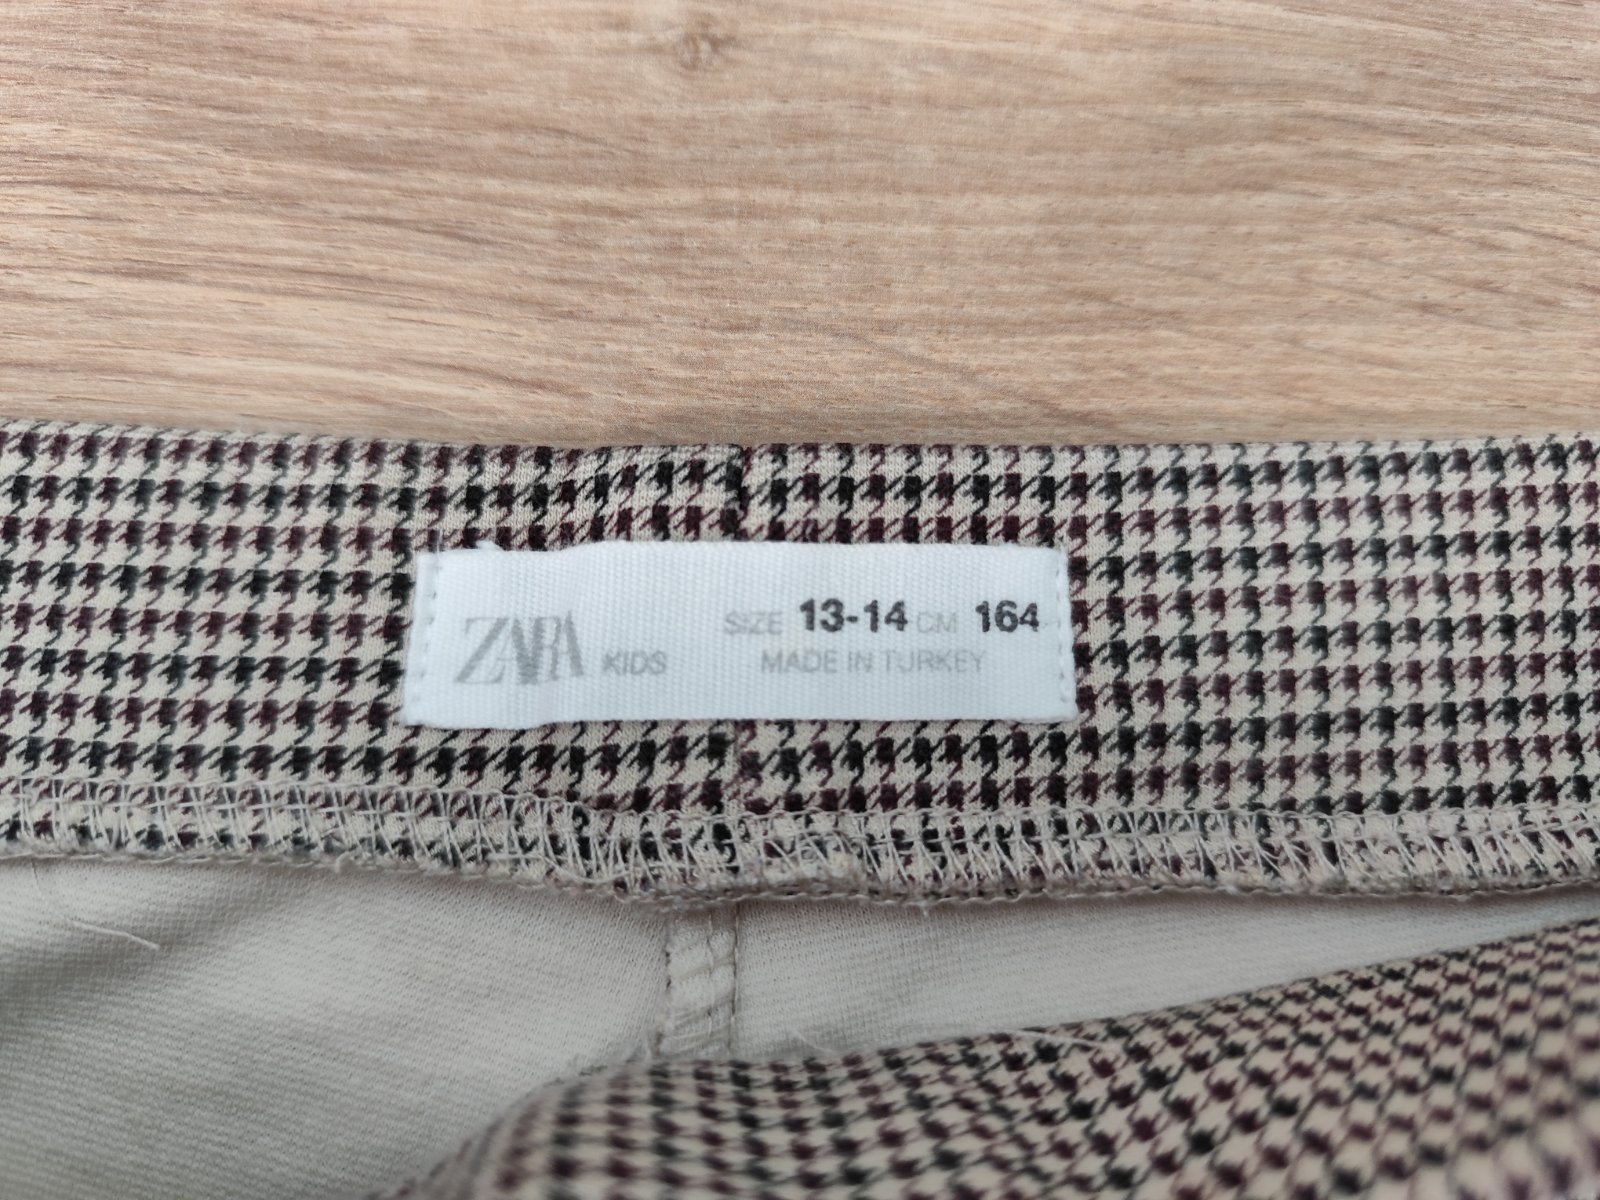 ZARA KIDS
SIZE 13-14 CM 164
MADE IN TURKEY